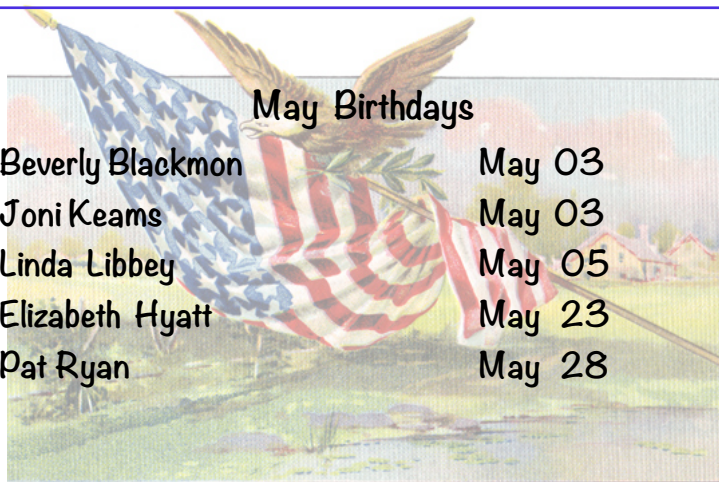 May Birthdays
Beverly Blackmon May 03
Joni Keams May 03
Linda Libbey May 05
Elizabeth Hyatt May 23
Pat Ryan May 28